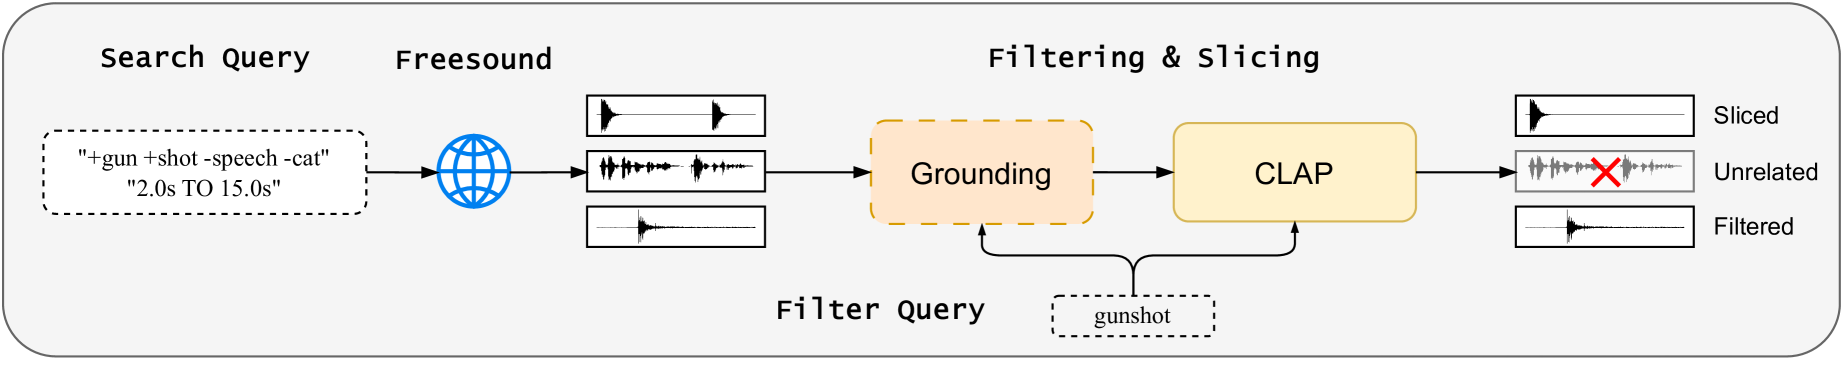 Search Query
Freesound
Filtering & Slicing
"+gun +shot -speech -cat"
"2.0s TO 15.0s"
Grounding
CLAP
Sliced
Unrelated
Filtered
Filter Query
gunshot